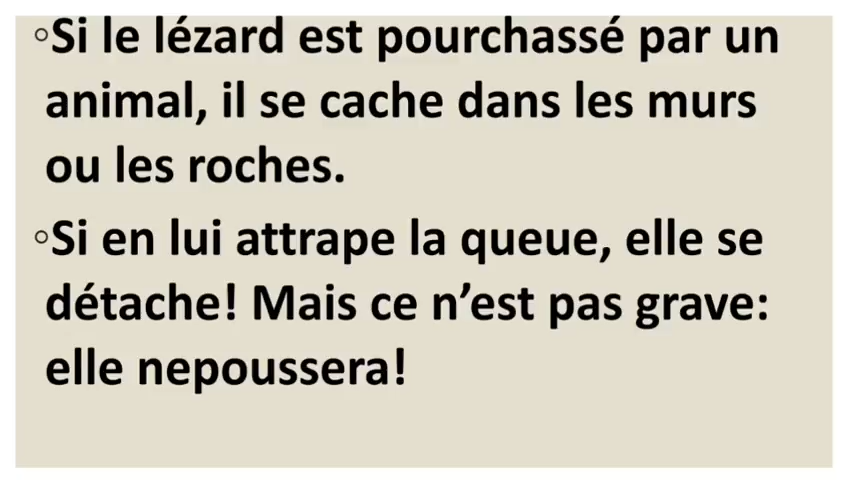 ◦Si le lézard est pourchassé par un
animal, il se cache dans les murs
ou les roches.
◦Si en lui attrape la queue, elle se
détache! Mais ce n’est pas grave:
elle nepoussera!